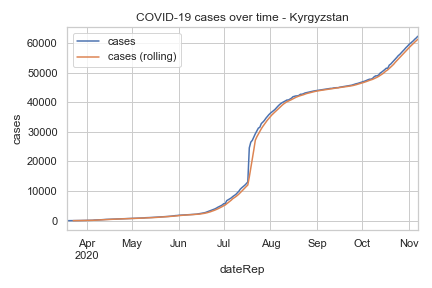 COVID-19 cases over time - Kyrgyzstan
cases
cases (rolling)
60000
50000
40000
30000
20000
10000
0
cases
Apr
2020
May
Jun
Jul
Aug
Sep
Oct
Nov
dateRep